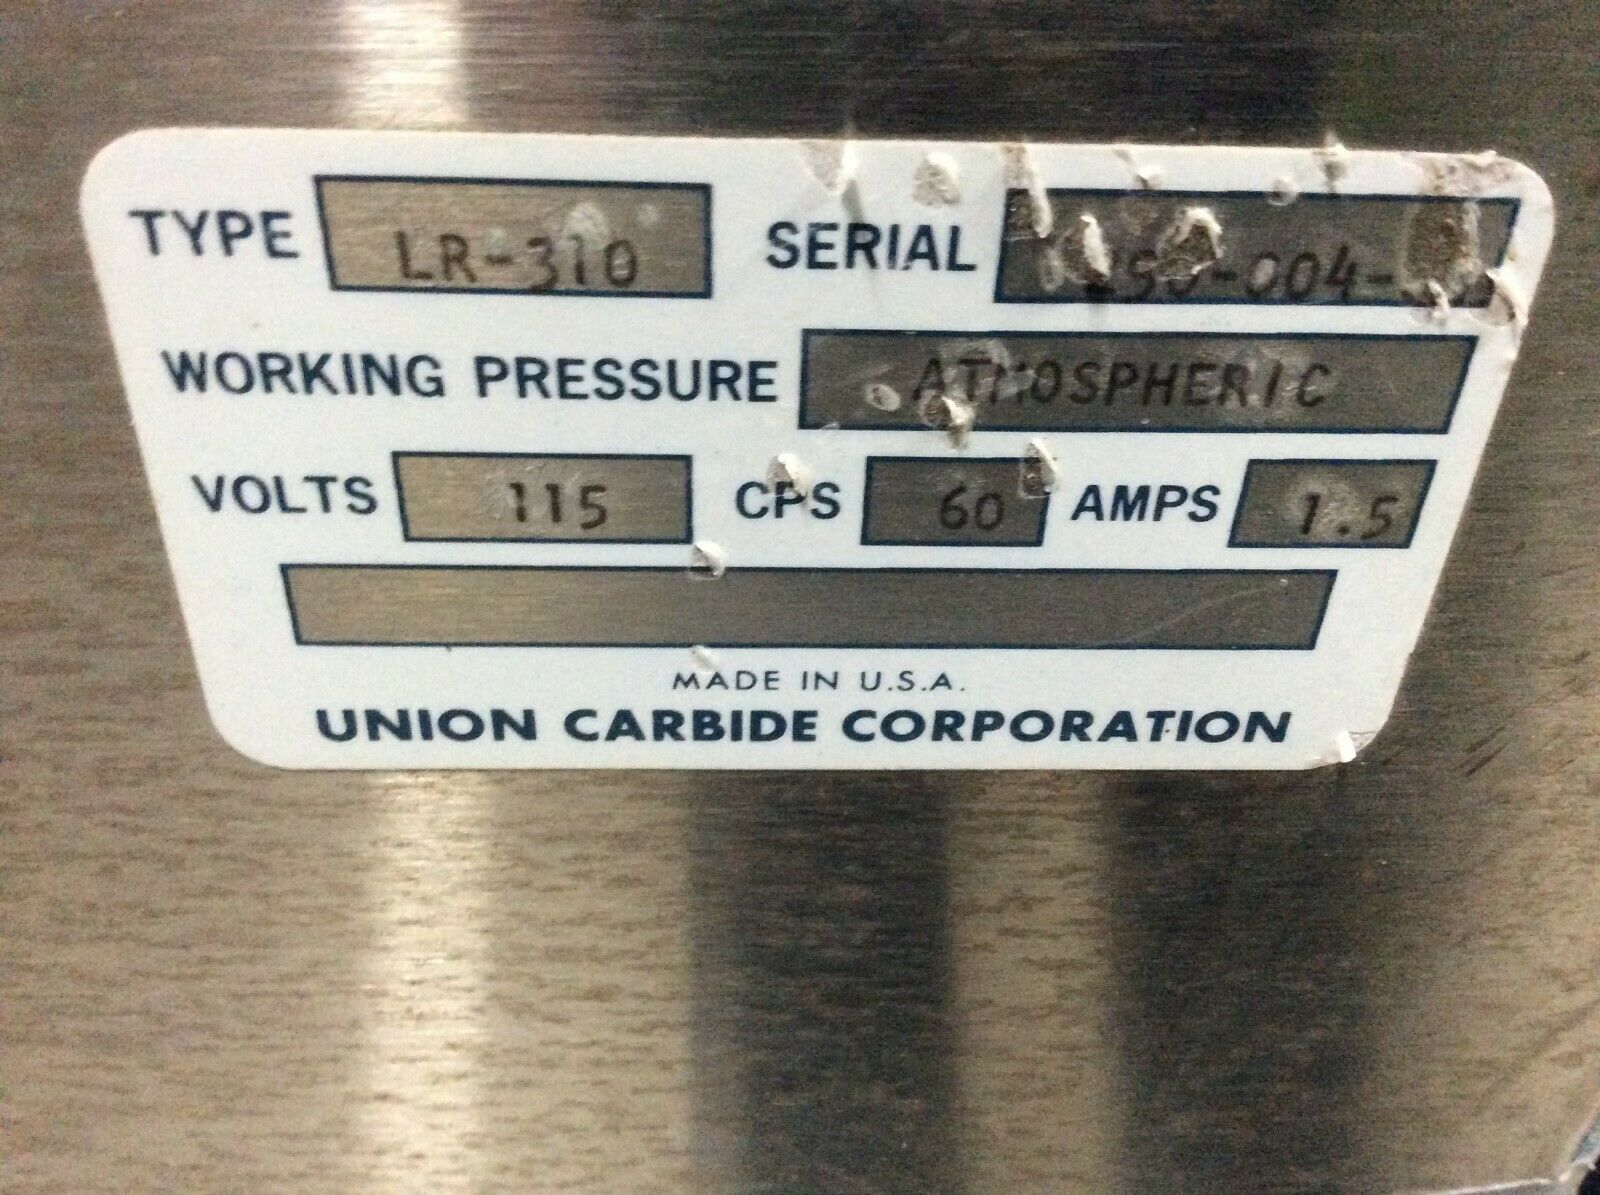 TYPE LR-310 SERIAL
WORKING PRESSURE ATMOSPHERIC
VOLTS 115 CPS 60 AMPS 1.5
MADE IN U.S.A.
UNION CARBIDE CORPORATION